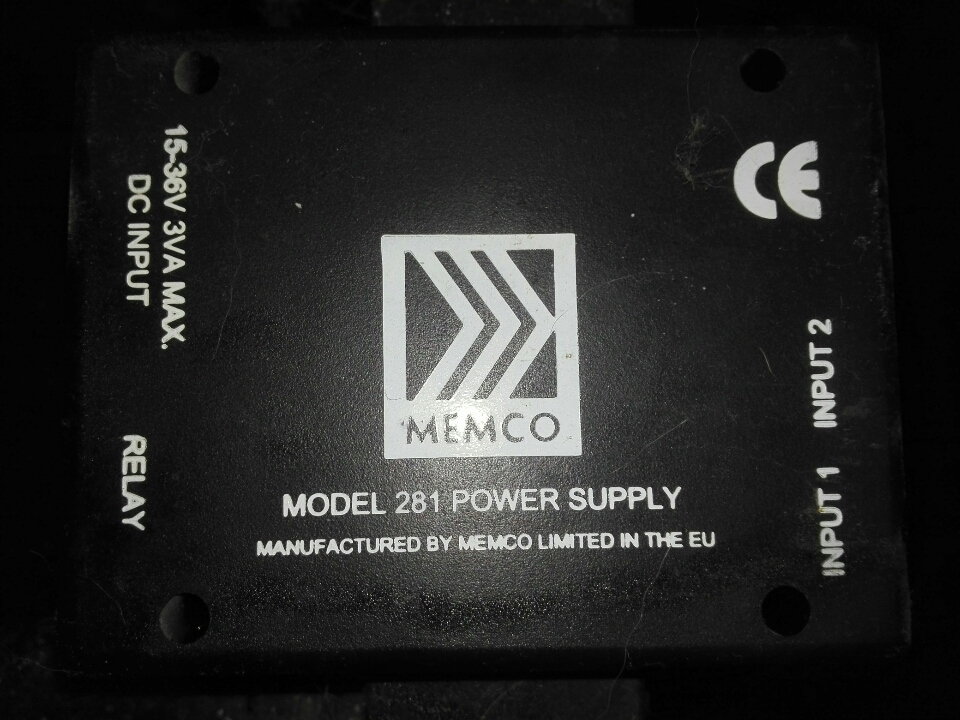 15-36V 3VA MAX.
DC INPUT
RELAY
CE
INPUT 2
INPUT 1
MEMCO
MODEL 281 POWER SUPPLY
MANUFACTURED BY MEMCO LIMITED IN THE EU